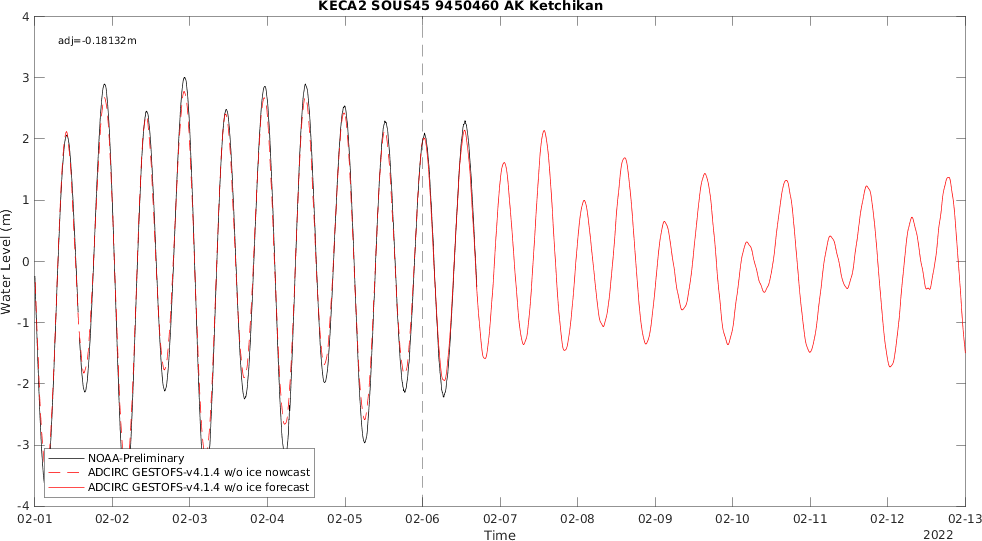 KECA2 SOUS45 9450460 AK Ketchikan
adj=-0.18132m
4
3
2
1
0
-1
-2
-3
-4
Water Level (m)
NOAA-Preliminary
ADCIRC GESTOFS-v4.1.4 w/o ice nowcast
ADCIRC GESTOFS-v4.1.4 w/o ice forecast
02-01 02-02 02-03 02-04 02-05 02-06 02-07 02-08 02-09 02-10 02-11 02-12 02-13
Time
2022